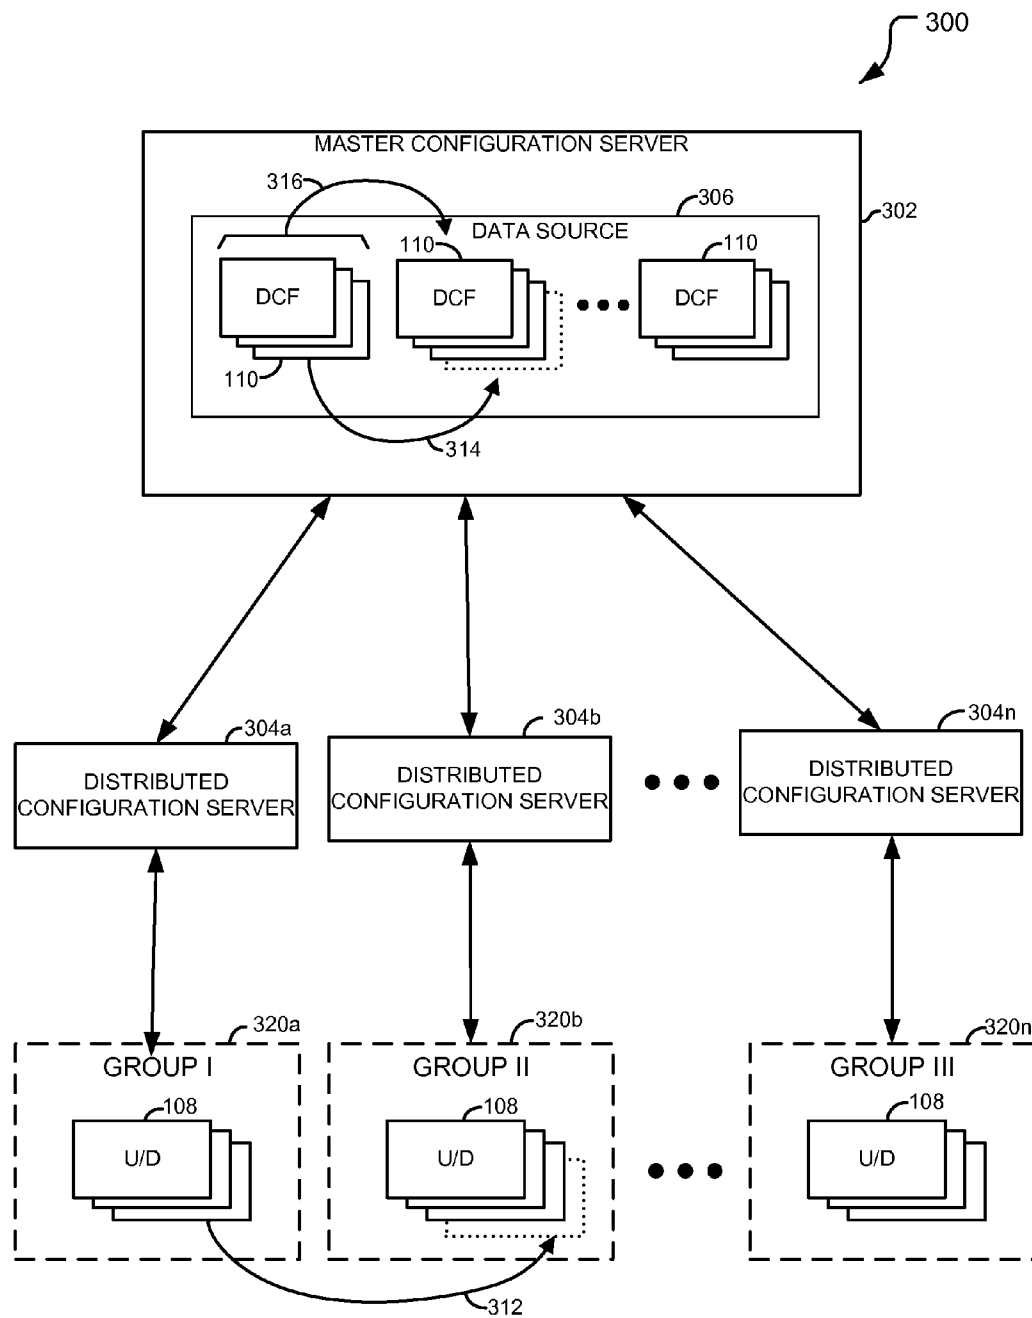 300
MASTER CONFIGURATION SERVER
316
306
302
DATA SOURCE
110
110
DCF
DCF
DCF
110
314
304a
304b
304n
DISTRIBUTED
CONFIGURATION SERVER
DISTRIBUTED
CONFIGURATION SERVER
DISTRIBUTED
CONFIGURATION SERVER
320a
320b
320n
GROUP I
GROUP II
GROUP III
108
108
108
U/D
U/D
U/D
312